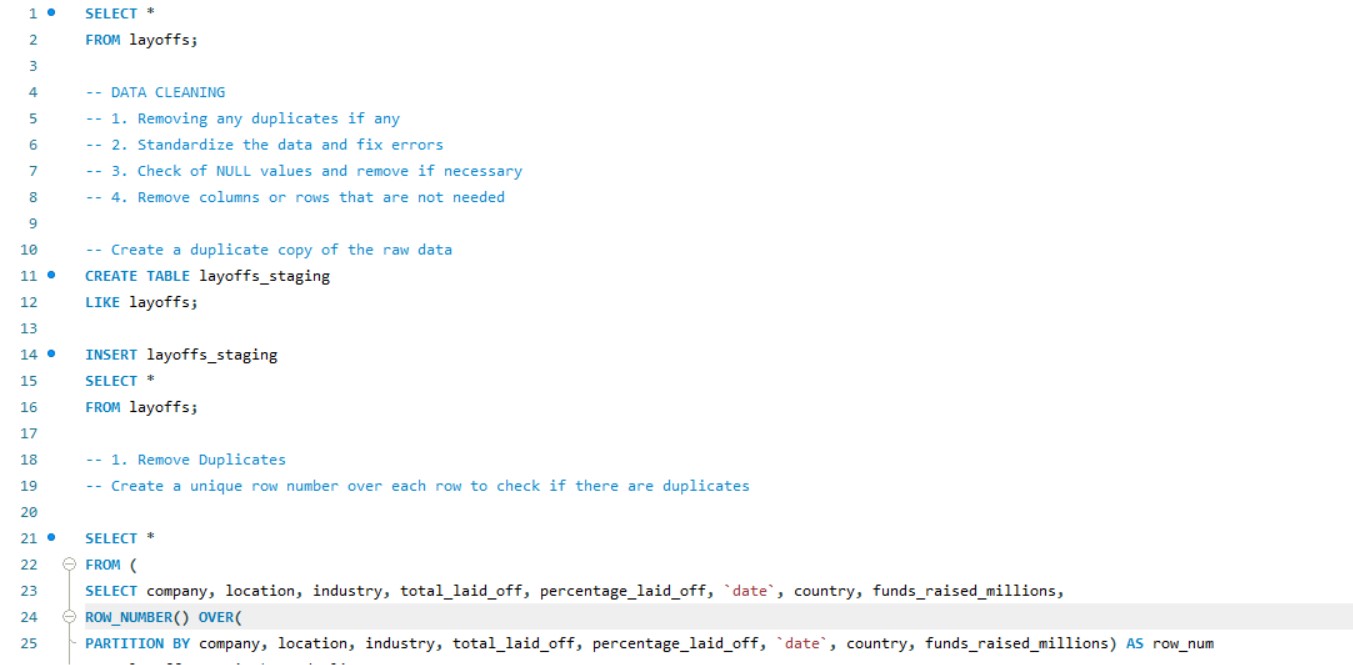 1 SELECT *
2 FROM layoffs;
3
4 -- DATA CLEANING
5 -- 1. Removing any duplicates if any
6 -- 2. Standardize the data and fix errors
7 -- 3. Check of NULL values and remove if necessary
8 -- 4. Remove columns or rows that are not needed
9
10 -- Create a duplicate copy of the raw data
11 CREATE TABLE layoffs_staging
12 LIKE layoffs;
13
14 INSERT layoffs_staging
15 SELECT *
16 FROM layoffs;
17
18 -- 1. Remove Duplicates
19 -- Create a unique row number over each row to check if there are duplicates
20
21 SELECT *
22 FROM (
23 SELECT company, location, industry, total_laid_off, percentage_laid_off, `date`, country, funds_raised_millions,
24 ROW_NUMBER() OVER(
25 PARTITION BY company, location, industry, total_laid_off, percentage_laid_off, `date`, country, funds_raised_millions) AS row_num